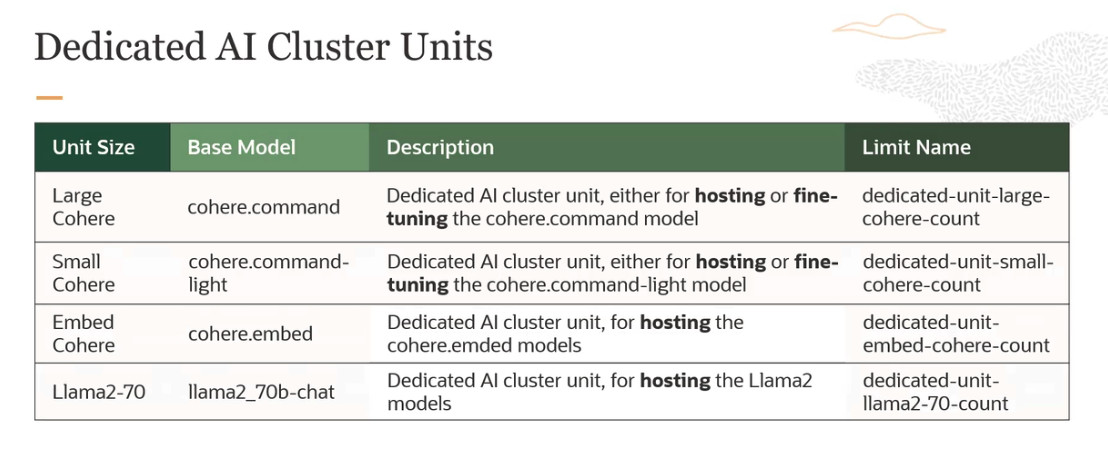 Dedicated AI Cluster Units
Unit Size
Base Model
Description
Limit Name
Large
Cohere
cohere.command
Dedicated AI cluster unit, either for hosting or fine-
tuning the cohere.command model
dedicated-unit-large-
cohere-count
Small
Cohere
cohere.command-
light
Dedicated AI cluster unit, either for hosting or fine-
tuning the cohere.command-light model
dedicated-unit-small-
cohere-count
Embed
Cohere
cohere.embed
Dedicated AI cluster unit, for hosting the
cohere.emded models
dedicated-unit-
embed-cohere-count
Llama2-70
llama2_70b-chat
Dedicated AI cluster unit, for hosting the Llama2
models
dedicated-unit-
llama2-70-count